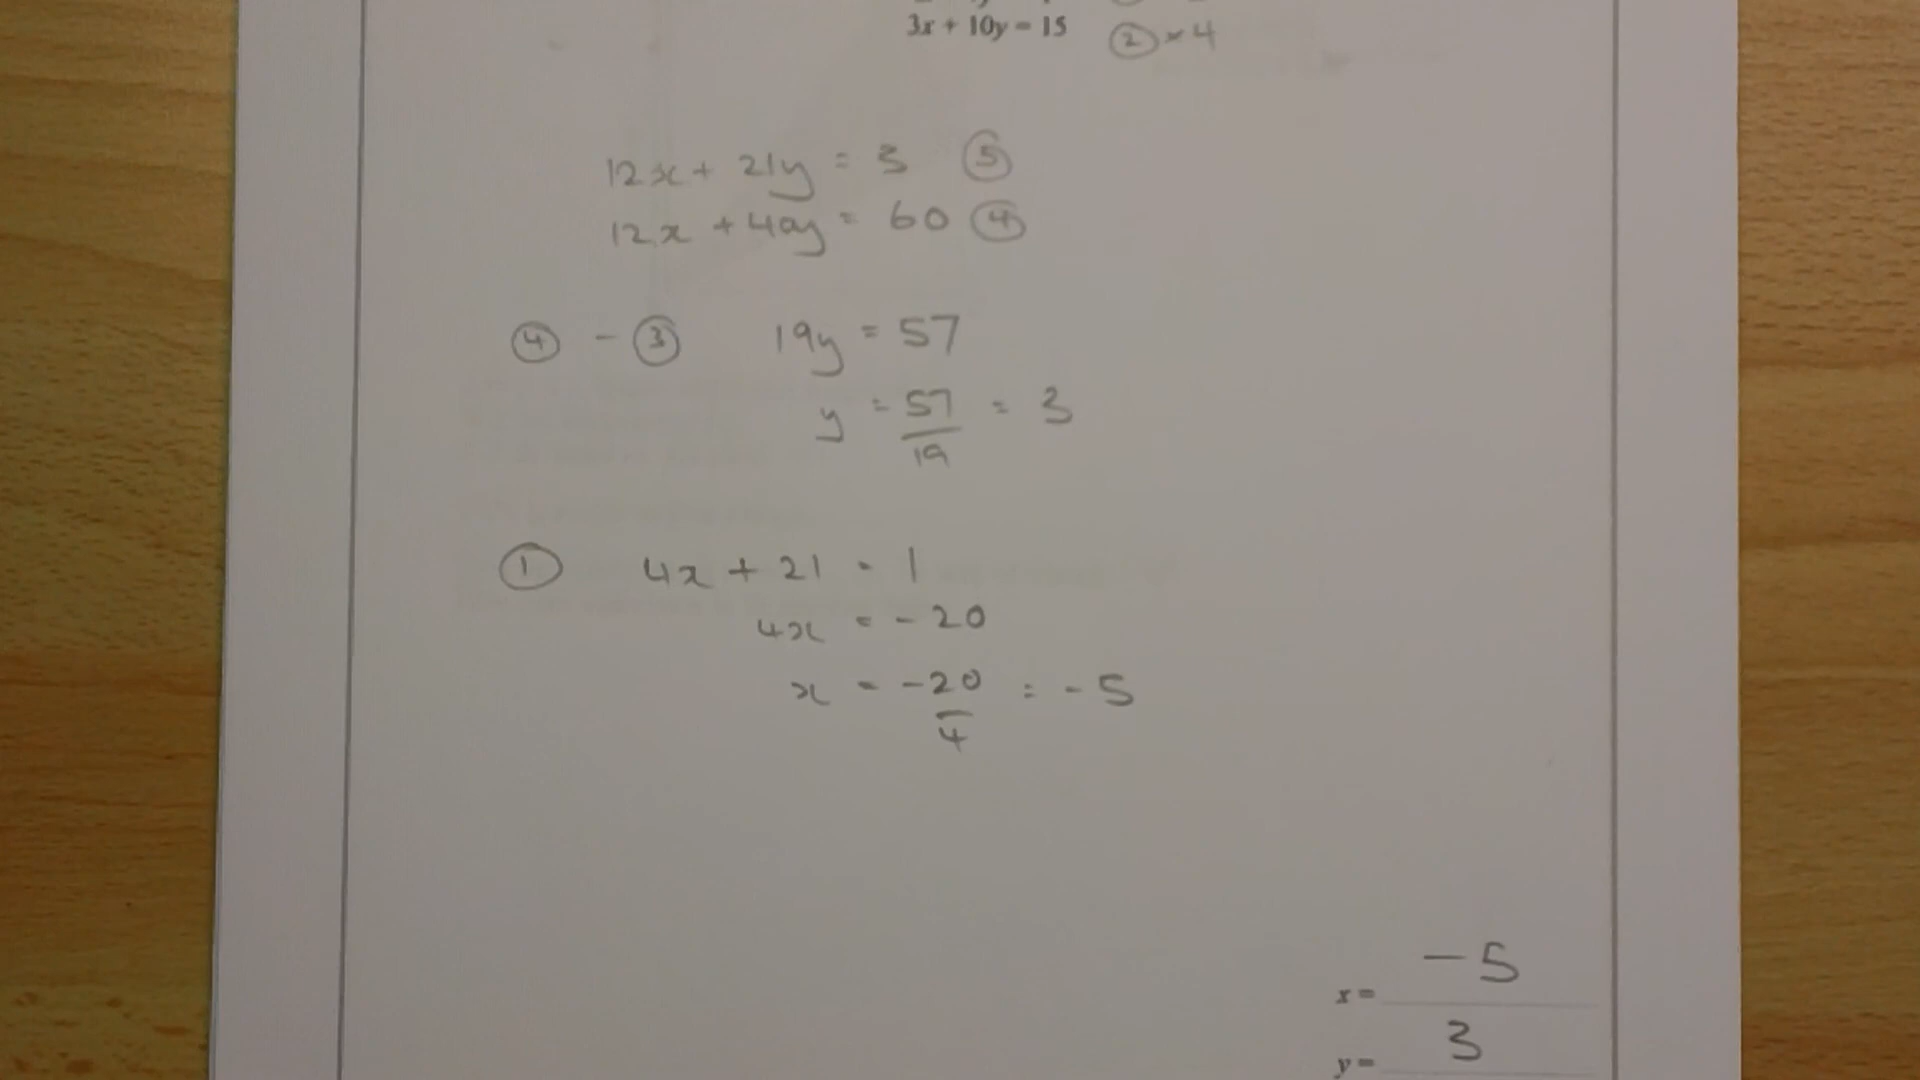 3x + 10y = 15 ② × 4
12x + 21y = 3 ③
12x + 40y = 60 ④
④ - ③ 19y = 57
y = 57/19 = 3
① 4x + 21 = 1
4x = -20
x = -20/4 = -5
x = -5
y = 3